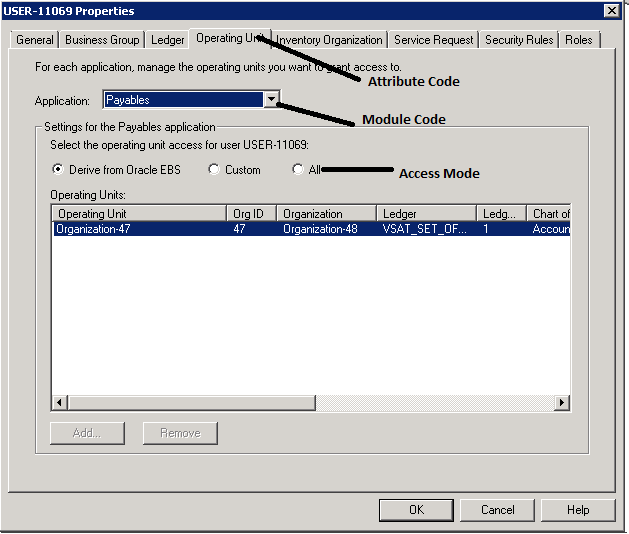 USER-11069 Properties
General Business Group Ledger Operating Unit Inventory Organization Service Request Security Rules Roles
For each application, manage the operating units you want to grant access to.
Attribute Code
Application: Payables
Module Code
Settings for the Payables application
Select the operating unit access for user USER-11069:
Derive from Oracle EBS Custom All
Access Mode
Operating Units:
Operating Unit Org ID Organization Ledger Ledg... Chart of
Organization-47 47 Organization-48 VSAT_SET_OF... 1 Accoun
Add... Remove
OK Cancel Help